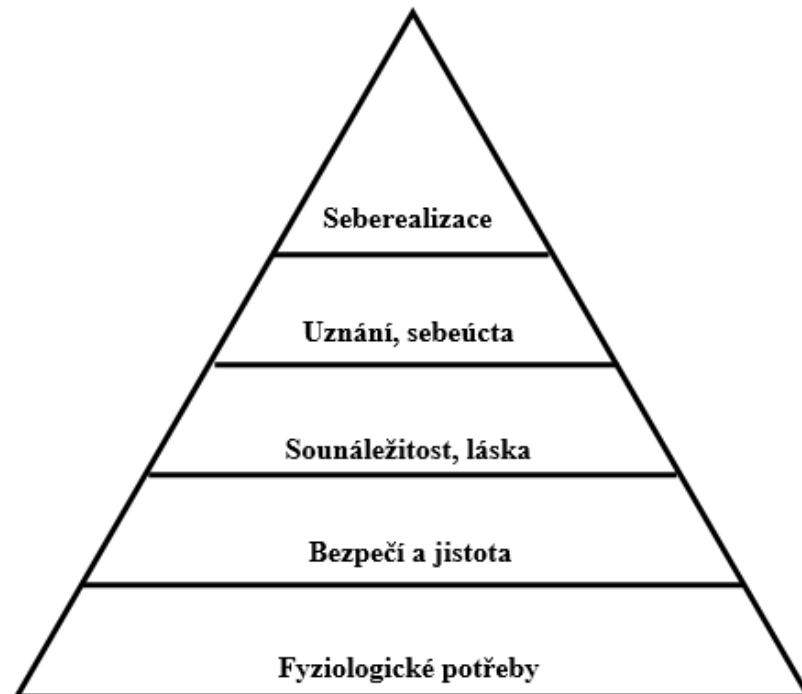 Seberealizace
Uznání, sebeúcta
Sounáležitost, láska
Bezpečí a jistota
Fyziologické potřeby